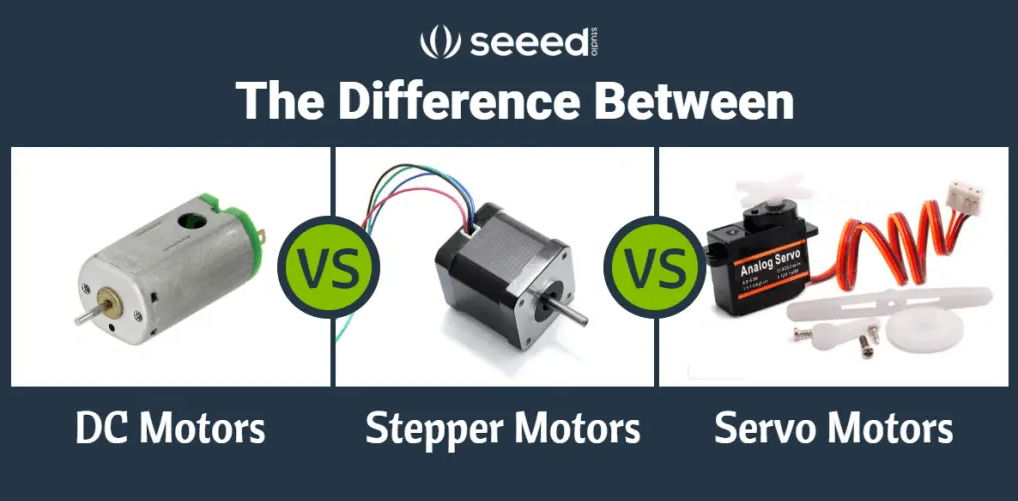 seeed studio
The Difference Between
VS
VS
Analog Servo
DC Motors
Stepper Motors
Servo Motors